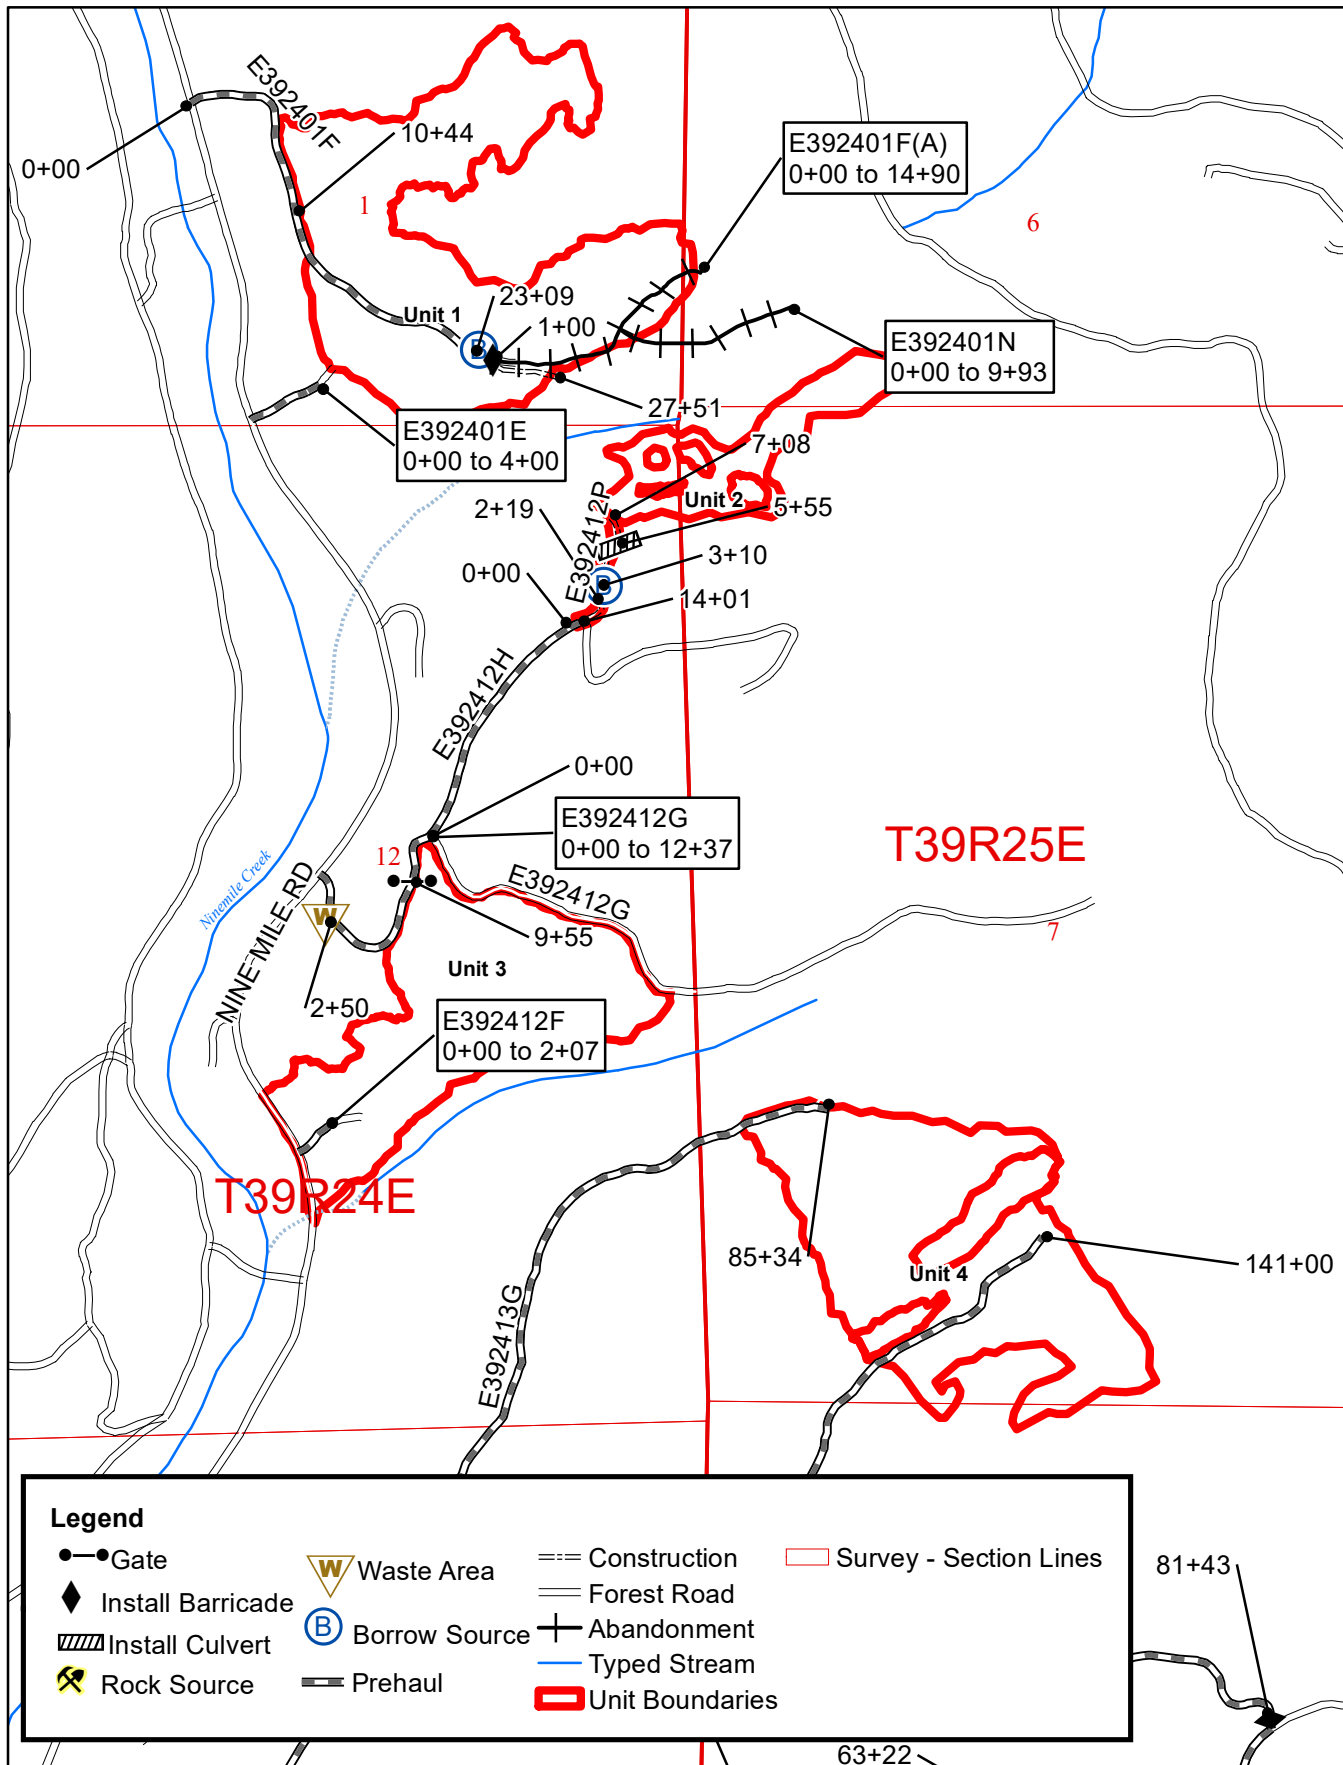 E392401F
0+00
10+44
1
E392401F(A)
0+00 to 14+90
6
Unit 1
23+09
B
1+00
E392401N
0+00 to 9+93
27+51
E392401E
0+00 to 4+00
7+08
Unit 2
5+55
2+19
E392412P
3+10
B
0+00
14+01
E392412H
0+00
E392412G
0+00 to 12+37
T39R25E
12
E392412G
Ninemile Creek
NINE MILE RD
W
9+55
7
Unit 3
2+50
E392412F
0+00 to 2+07
T39R24E
85+34
Unit 4
141+00
E392413G
Legend
Gate
Install Barricade
Install Culvert
Rock Source
W
Waste Area
B
Borrow Source
Prehaul
Construction
Forest Road
Abandonment
Typed Stream
Unit Boundaries
Survey - Section Lines
81+43
63+22